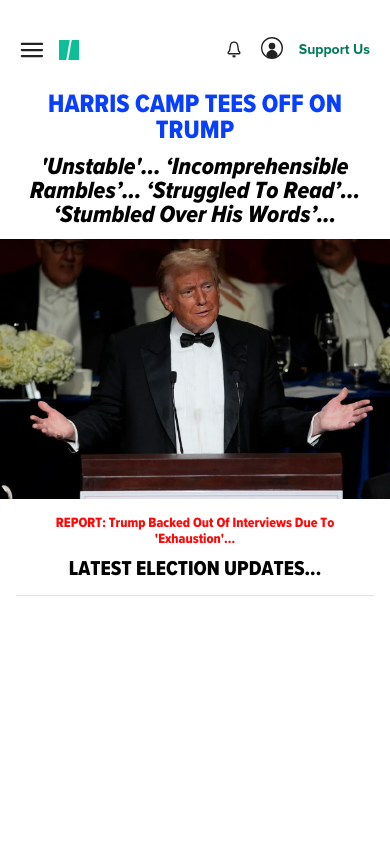 Support Us
HARRIS CAMP TEES OFF ON
TRUMP
'Unstable'... ‘Incomprehensible
Rambles’... ‘Struggled To Read’...
‘Stumbled Over His Words’...
REPORT: Trump Backed Out Of Interviews Due To
'Exhaustion'...
LATEST ELECTION UPDATES...